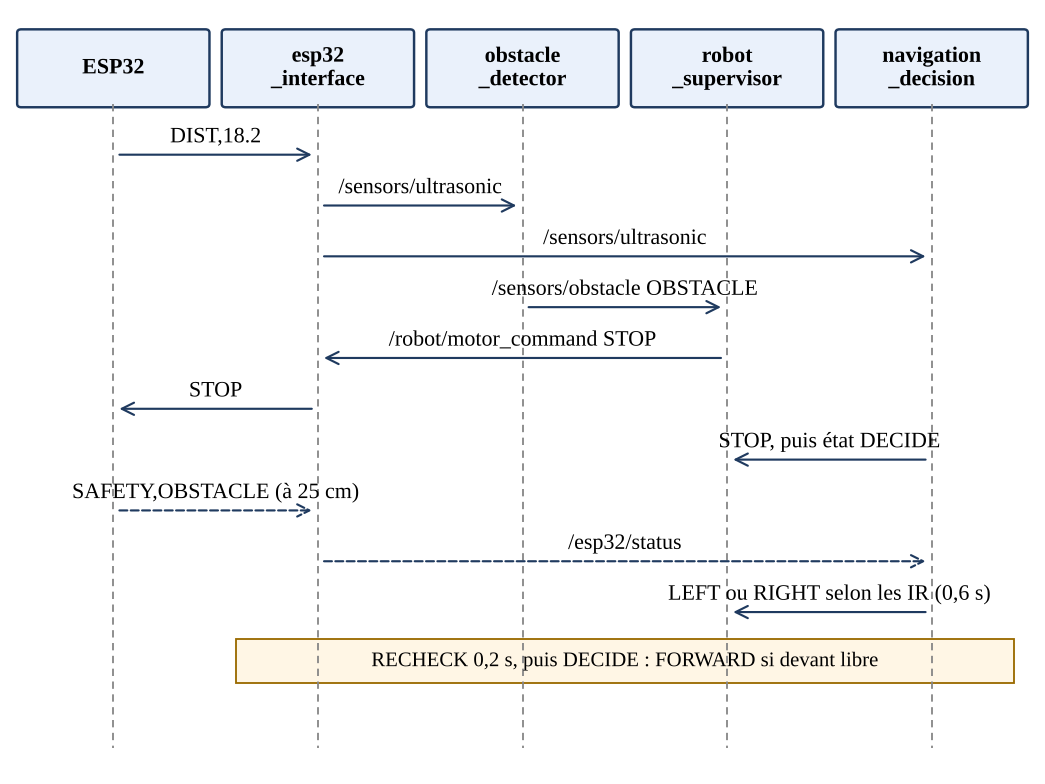 ESP32
esp32
_interface
obstacle
_detector
robot
_supervisor
navigation
_decision
DIST,18.2
/sensors/ultrasonic
/sensors/ultrasonic
/sensors/obstacle OBSTACLE
/robot/motor_command STOP
STOP
STOP, puis état DECIDE
SAFETY,OBSTACLE (à 25 cm)
/esp32/status
LEFT ou RIGHT selon les IR (0,6 s)
RECHECK 0,2 s, puis DECIDE : FORWARD si devant libre